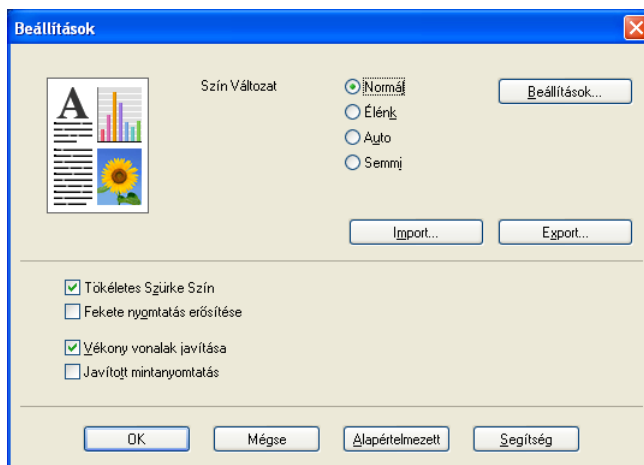 Beállítások
A
Szín Változat
Normál
Beállítások...
Élénk
Auto
Semmi
Import...
Export...
Tökéletes Szürke Szín
Fekete nyomtatás erősítése
Vékony vonalak javítása
Javított mintanyomtatás
OK
Mégse
Alapértelmezett
Segítség